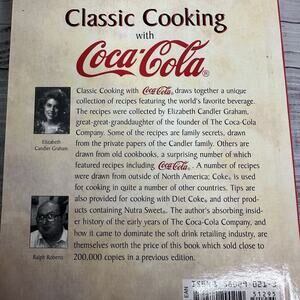 Classic Cooking
with
Coca-Cola®
Classic Cooking with Coca-Cola® draws together a unique
collection of recipes featuring the world's favorite beverage.
The recipes were collected by Elizabeth Candler Graham,
great-great-granddaughter of the founder of The Coca-Cola
Company. Some of the recipes are family secrets, drawn
from the private papers of the Candler family. Others are
drawn from old cookbooks, a surprising number of which
featured recipes including Coca-Cola®. A number of recipes
were drawn from outside of North America; Coke® is used
for cooking in quite a number of other countries. Tips are
also provided for cooking with Diet Coke® and other prod-
ucts containing Nutra Sweet®. The author's absorbing insid-
er history of the early years of The Coca-Cola Company, and
how it came to dominate the soft drink retailing industry, are
themselves worth the price of this book which sold close to
200,000 copies in a previous edition.
Elizabeth
Candler Graham
Ralph Roberts
EAN
ISBN
51295